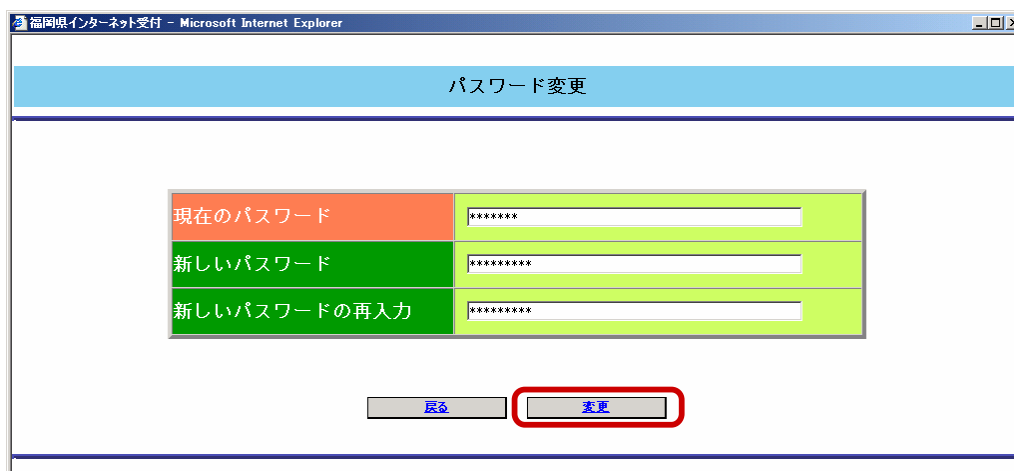 福岡県インターネット受付 - Microsoft Internet Explorer
パスワード変更
現在のパスワード *******
新しいパスワード *********
新しいパスワードの再入力 *********
戻る 変更